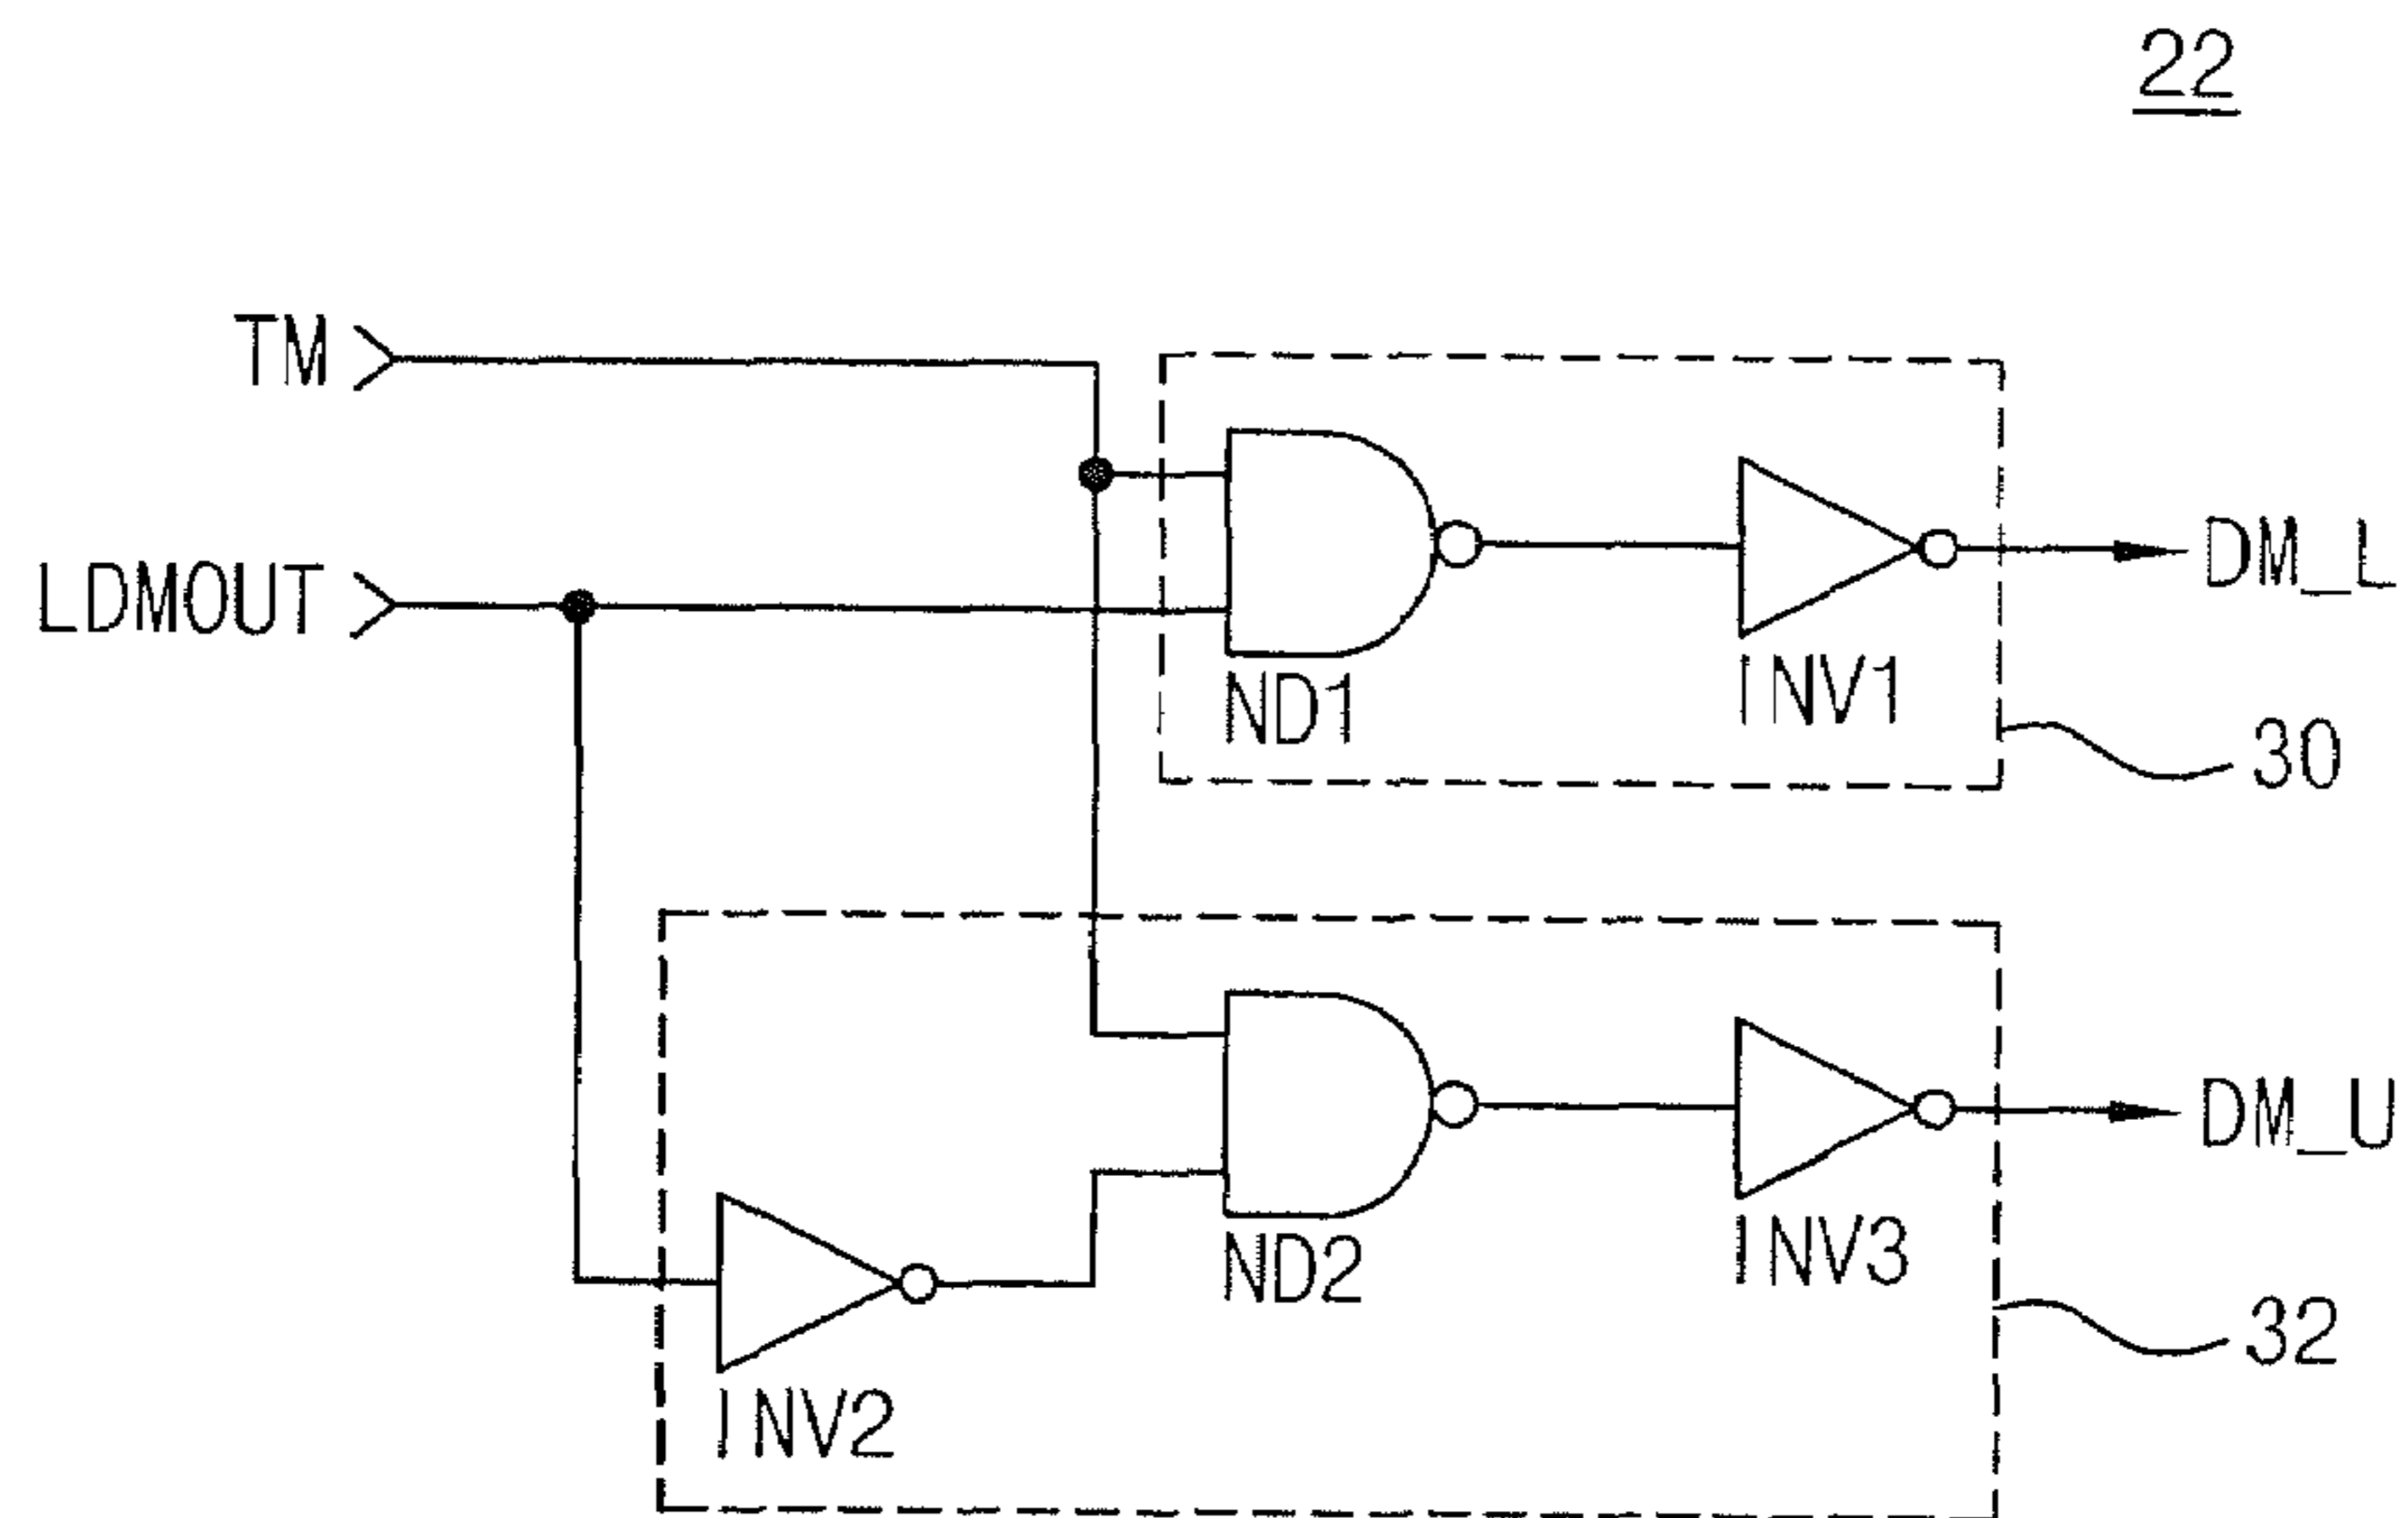 22
TM
LDMOUT
DM_L
ND1
INV1
30
DM_U
ND2
INV3
INV2
32